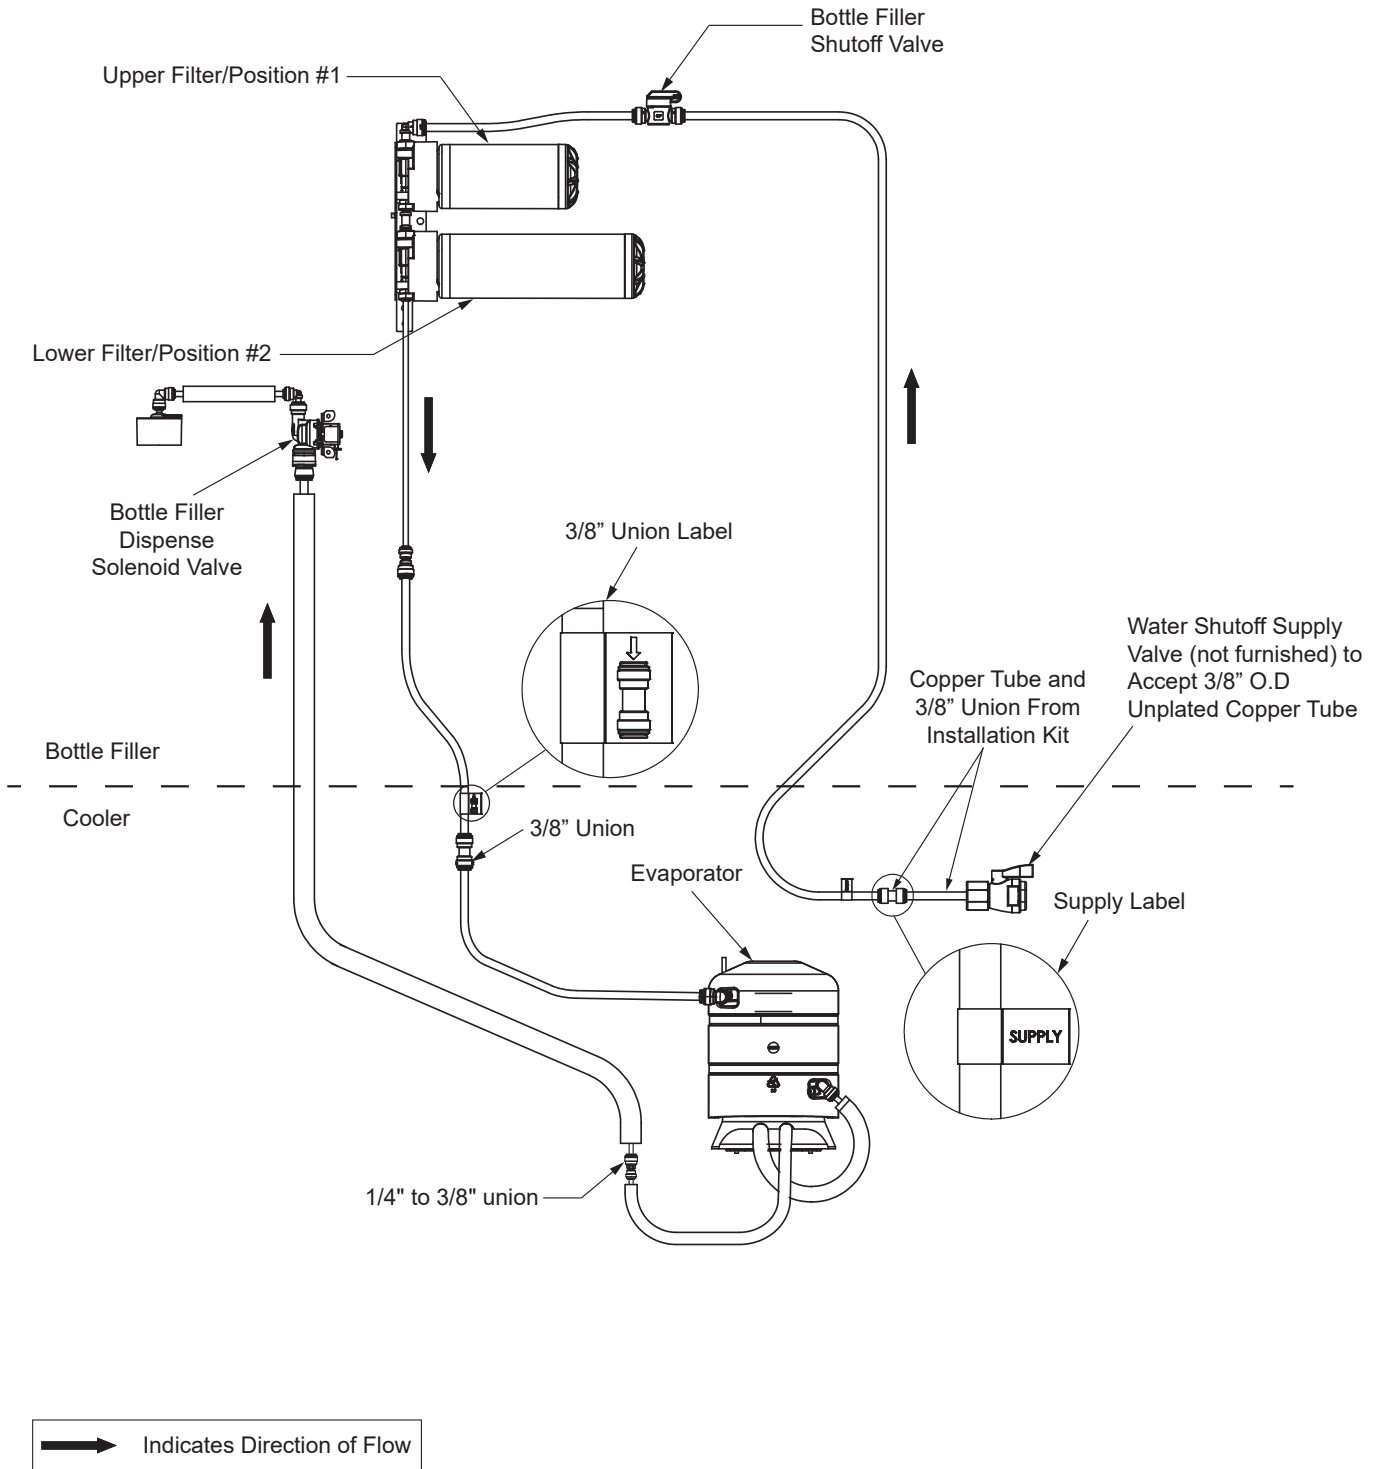 Bottle Filler
Shutoff Valve
Upper Filter/Position #1
Lower Filter/Position #2
Bottle Filler
Dispense
Solenoid Valve
3/8” Union Label
Water Shutoff Supply
Valve (not furnished) to
Accept 3/8” O.D
Unplated Copper Tube
Copper Tube and
3/8” Union From
Installation Kit
Bottle Filler
Cooler
3/8” Union
Evaporator
Supply Label
SUPPLY
1/4" to 3/8" union
Indicates Direction of Flow